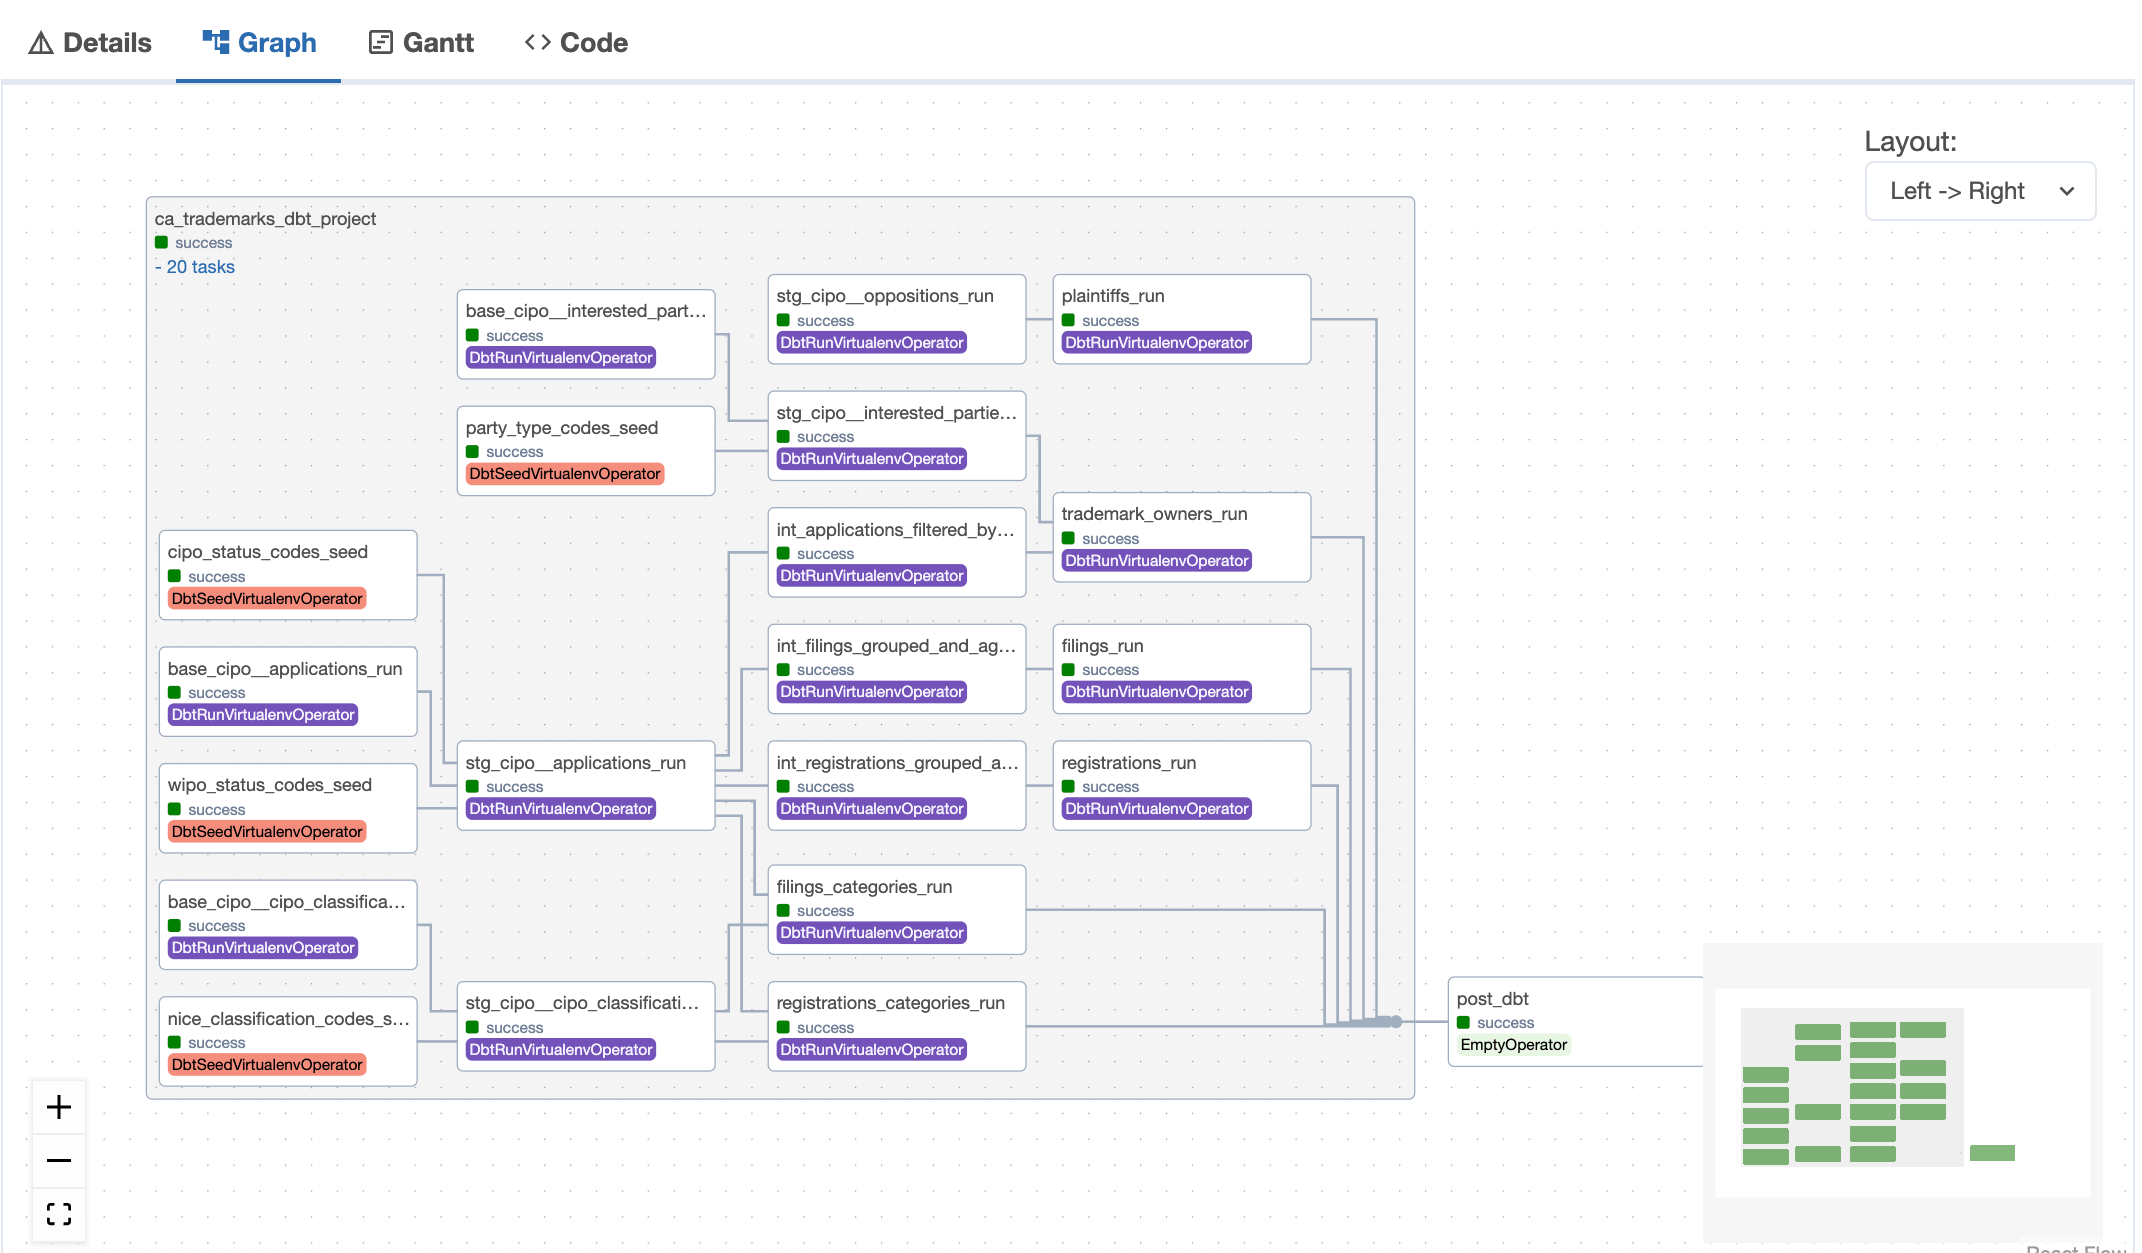 Details
Graph
Gantt
Code
Layout:
Left -> Right
ca_trademarks_dbt_project
success
- 20 tasks
base_cipo__interested_part...
success
DbtRunVirtualenvOperator
party_type_codes_seed
success
DbtSeedVirtualenvOperator
cipo_status_codes_seed
success
DbtSeedVirtualenvOperator
base_cipo__applications_run
success
DbtRunVirtualenvOperator
wipo_status_codes_seed
success
DbtSeedVirtualenvOperator
base_cipo__cipo_classifica...
success
DbtRunVirtualenvOperator
nice_classification_codes_s...
success
DbtSeedVirtualenvOperator
stg_cipo__applications_run
success
DbtRunVirtualenvOperator
stg_cipo__cipo_classificati...
success
DbtRunVirtualenvOperator
stg_cipo__oppositions_run
success
DbtRunVirtualenvOperator
stg_cipo__interested_partie...
success
DbtRunVirtualenvOperator
int_applications_filtered_by...
success
DbtRunVirtualenvOperator
int_filings_grouped_and_ag...
success
DbtRunVirtualenvOperator
int_registrations_grouped_a...
success
DbtRunVirtualenvOperator
filings_categories_run
success
DbtRunVirtualenvOperator
registrations_categories_run
success
DbtRunVirtualenvOperator
plaintiffs_run
success
DbtRunVirtualenvOperator
trademark_owners_run
success
DbtRunVirtualenvOperator
filings_run
success
DbtRunVirtualenvOperator
registrations_run
success
DbtRunVirtualenvOperator
post_dbt
success
EmptyOperator
React Flow